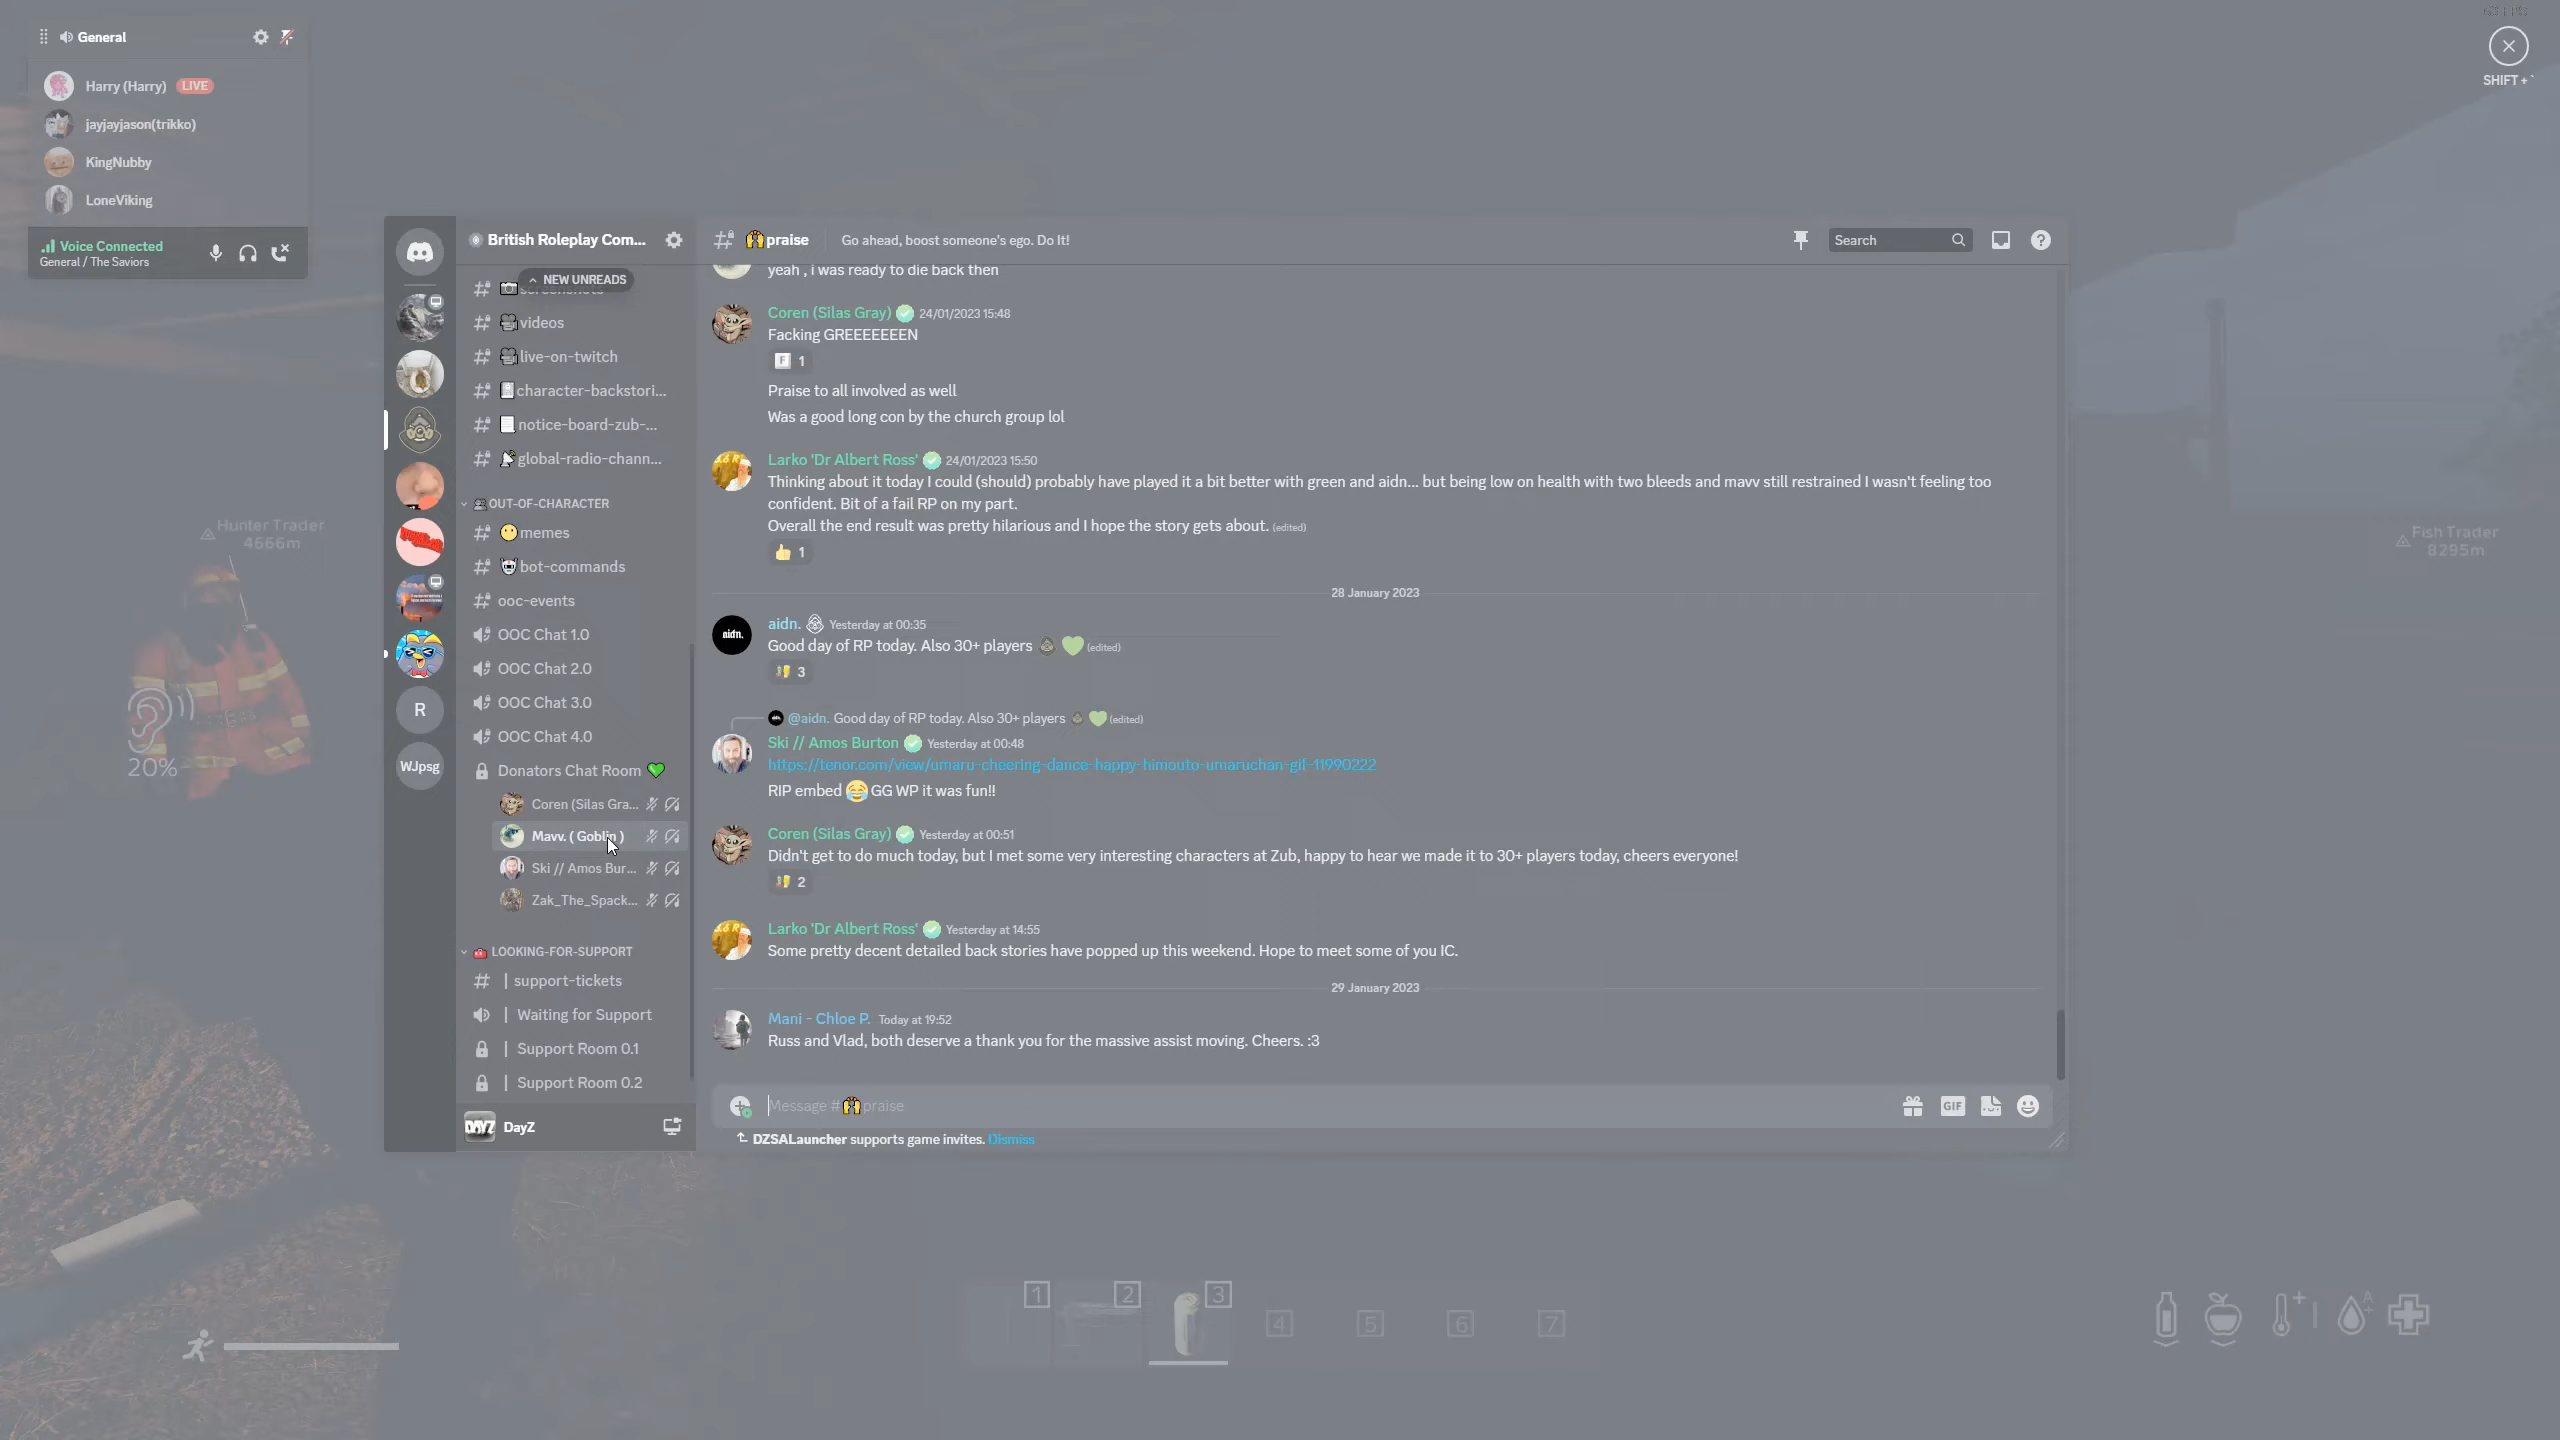 General
Harry (Harry) LIVE
jayjayjason(trikko)
KingNubby
LoneViking
Voice Connected
General / The Saviors
SHIFT + `
British Roleplay Com...
NEW UNREADS
videos
live-on-twitch
character-backstori...
notice-board-zub-...
global-radio-chann...
OUT-OF-CHARACTER
memes
bot-commands
ooc-events
OOC Chat 1.0
OOC Chat 2.0
OOC Chat 3.0
OOC Chat 4.0
Donators Chat Room
Coren (Silas Gra...
Mavv. ( Goblin )
Ski // Amos Bur...
Zak_The_Spack...
LOOKING-FOR-SUPPORT
| support-tickets
| Waiting for Support
| Support Room 0.1
| Support Room 0.2
DAYZ DayZ
R
WJpsg
praise
Go ahead, boost someone's ego. Do It!
Search
yeah , i was ready to die back then
Coren (Silas Gray) 24/01/2023 15:48
Facking GREEEEEEEN
F 1
Praise to all involved as well
Was a good long con by the church group lol
Larko 'Dr Albert Ross' 24/01/2023 15:50
Thinking about it today I could (should) probably have played it a bit better with green and aidn... but being low on health with two bleeds and mavv still restrained I wasn't feeling too
confident. Bit of a fail RP on my part.
Overall the end result was pretty hilarious and I hope the story gets about. (edited)
1
28 January 2023
aidn.
aidn. Yesterday at 00:35
Good day of RP today. Also 30+ players (edited)
3
@aidn. Good day of RP today. Also 30+ players (edited)
Ski // Amos Burton Yesterday at 00:48
https://tenor.com/view/umaru-cheering-dance-happy-himouto-umaruchan-gif-11990222
RIP embed GG WP it was fun!!
Coren (Silas Gray) Yesterday at 00:51
Didn't get to do much today, but I met some very interesting characters at Zub, happy to hear we made it to 30+ players today, cheers everyone!
2
Larko 'Dr Albert Ross' Yesterday at 14:55
Some pretty decent detailed back stories have popped up this weekend. Hope to meet some of you IC.
29 January 2023
Mani - Chloe P. Today at 19:52
Russ and Vlad, both deserve a thank you for the massive assist moving. Cheers. :3
Message # praise
GIF
DZSALauncher supports game invites. Dismiss
Hunter Trader
4666m
20%
Fish Trader
8295m
1
2
3
4
5
6
7